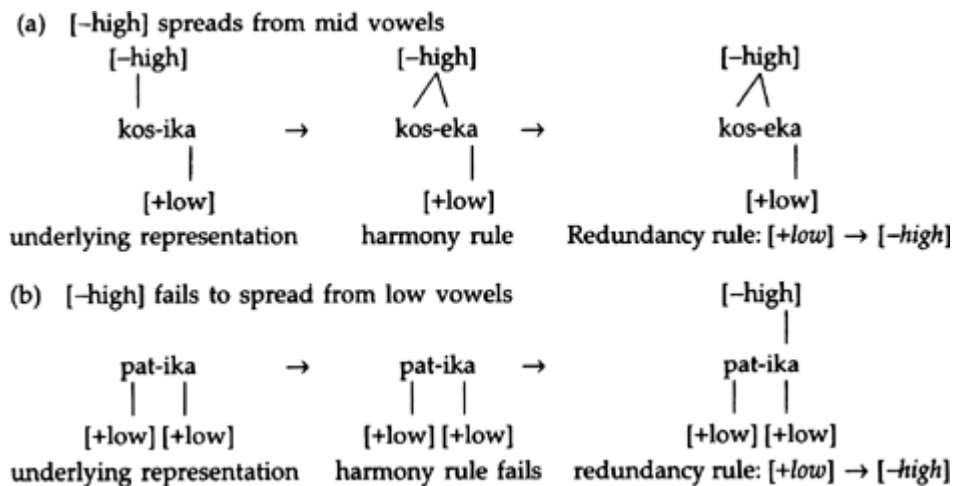 (a) [–high] spreads from mid vowels
[–high] [–high] [–high]
kos-ika → kos-eka → kos-eka
[+low] [+low] [+low]
underlying representation harmony rule Redundancy rule: [+low] → [–high]
(b) [–high] fails to spread from low vowels [–high]
pat-ika → pat-ika → pat-ika
[+low] [+low] [+low] [+low] [+low] [+low]
underlying representation harmony rule fails redundancy rule: [+low] → [–high]